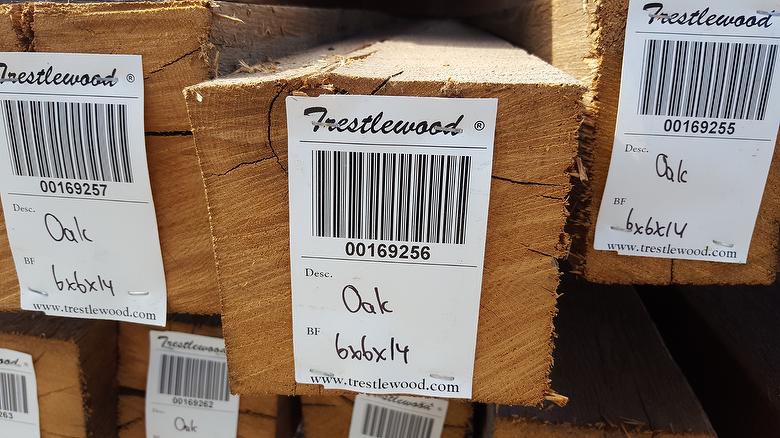 Trestlewood ®
00169257
Desc.
Oak
BF
6x6x14
www.trestlewood.com
Trestlewood ®
00169256
Desc.
Oak
BF
6x6x14
www.trestlewood.com
Trestlewood
00169255
Desc.
Oak
BF
6x6x14
www.trestlewood.com
Trestlewood
00169262
Desc.
Oak